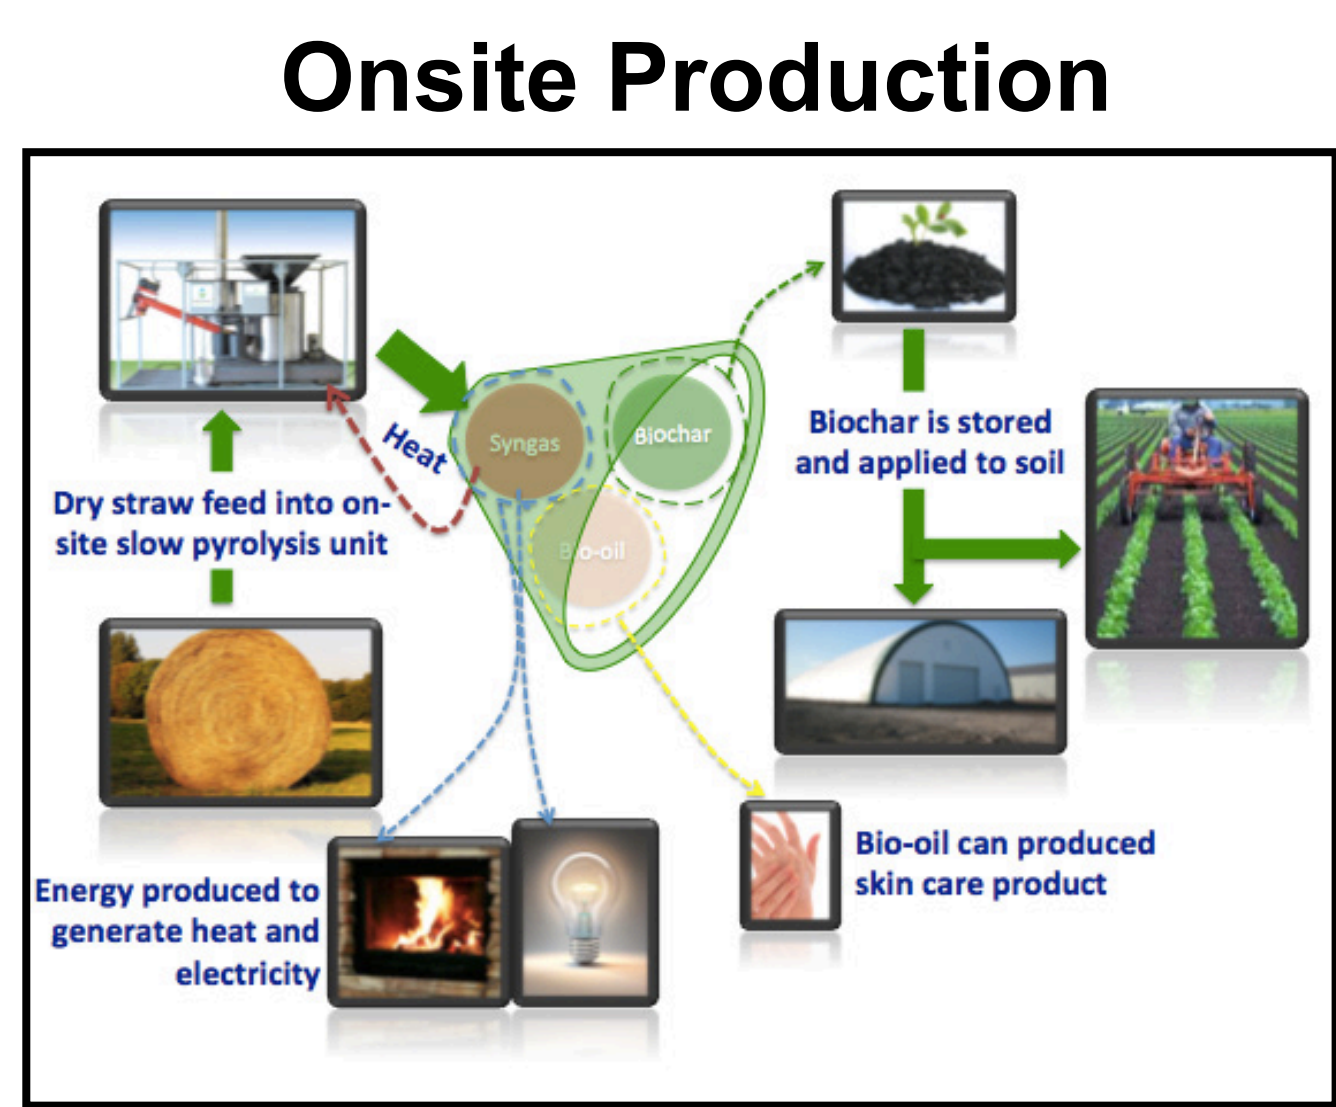 Onsite Production
Heat
Syngas
Biochar
Bio-oil
Dry straw feed into on-
site slow pyrolysis unit
Biochar is stored
and applied to soil
Energy produced to
generate heat and
electricity
Bio-oil can produced
skin care product